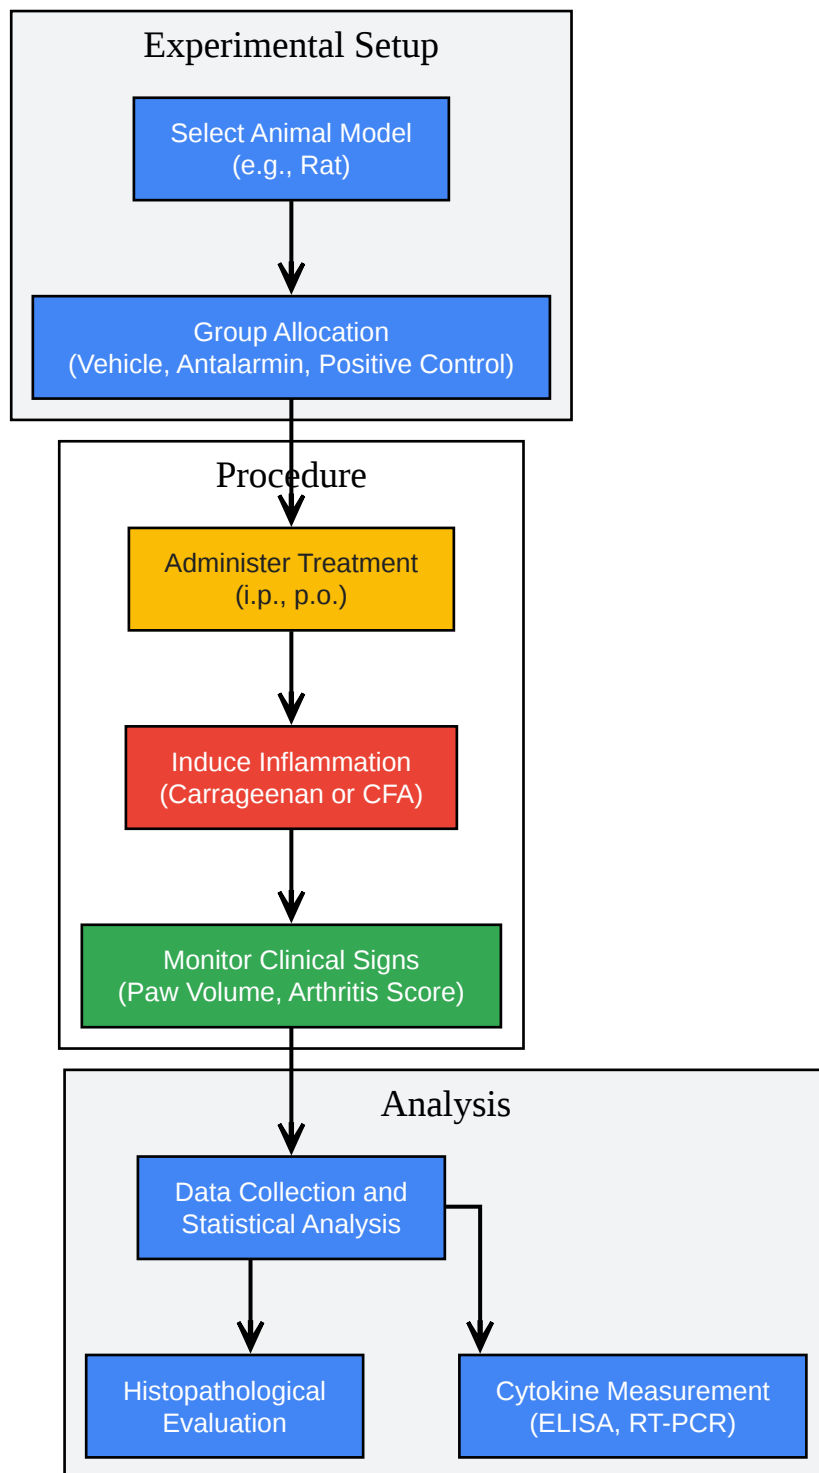 Experimental Setup
Select Animal Model
(e.g., Rat)
Group Allocation
(Vehicle, Antalarmin, Positive Control)
Procedure
Administer Treatment
(i.p., p.o.)
Induce Inflammation
(Carrageenan or CFA)
Monitor Clinical Signs
(Paw Volume, Arthritis Score)
Analysis
Data Collection and
Statistical Analysis
Histopathological
Evaluation
Cytokine Measurement
(ELISA, RT-PCR)